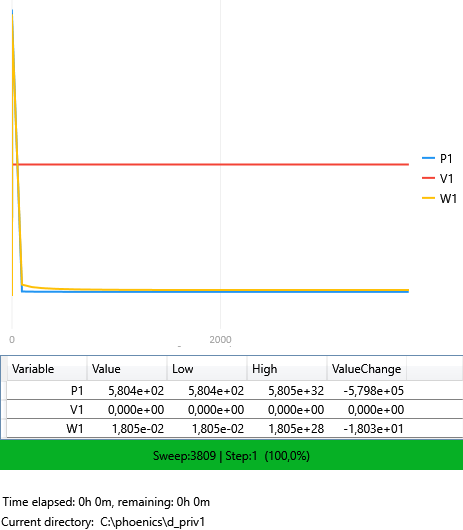 P1
V1
W1
0 2000
Variable Value Low High ValueChange
P1 5,804e+02 5,804e+02 5,805e+32 -5,798e+05
V1 0,000e+00 0,000e+00 0,000e+00 0,000e+00
W1 1,805e-02 1,805e-02 1,805e+28 -1,803e+01
Sweep:3809 | Step:1 (100,0%)
Time elapsed: 0h 0m, remaining: 0h 0m
Current directory: C:\phoenics\d_priv1